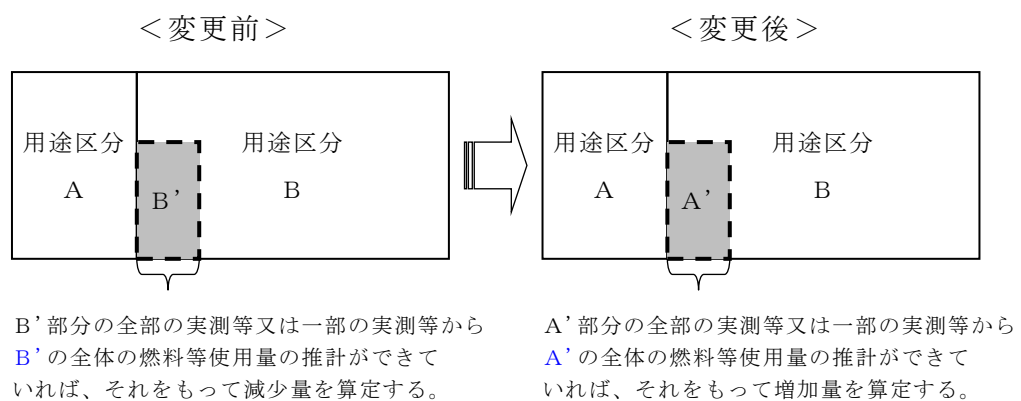 ＜変更前＞
用途区分
A
B’
用途区分
B
B’部分の全部の実測等又は一部の実測等から
B’の全体の燃料等使用量の推計ができて
いれば、それをもって減少量を算定する。
＜変更後＞
用途区分
A
A’
用途区分
B
A’部分の全部の実測等又は一部の実測等から
A’の全体の燃料等使用量の推計ができて
いれば、それをもって増加量を算定する。